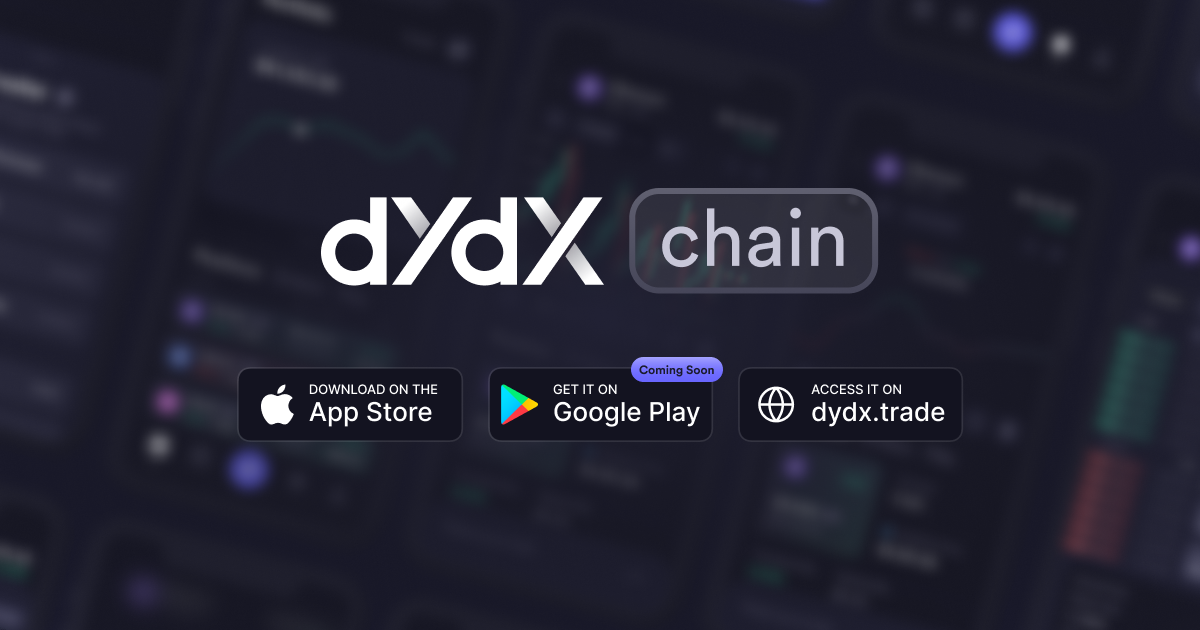 dYdX chain
Coming Soon
DOWNLOAD ON THE
App Store
GET IT ON
Google Play
ACCESS IT ON
dydx.trade